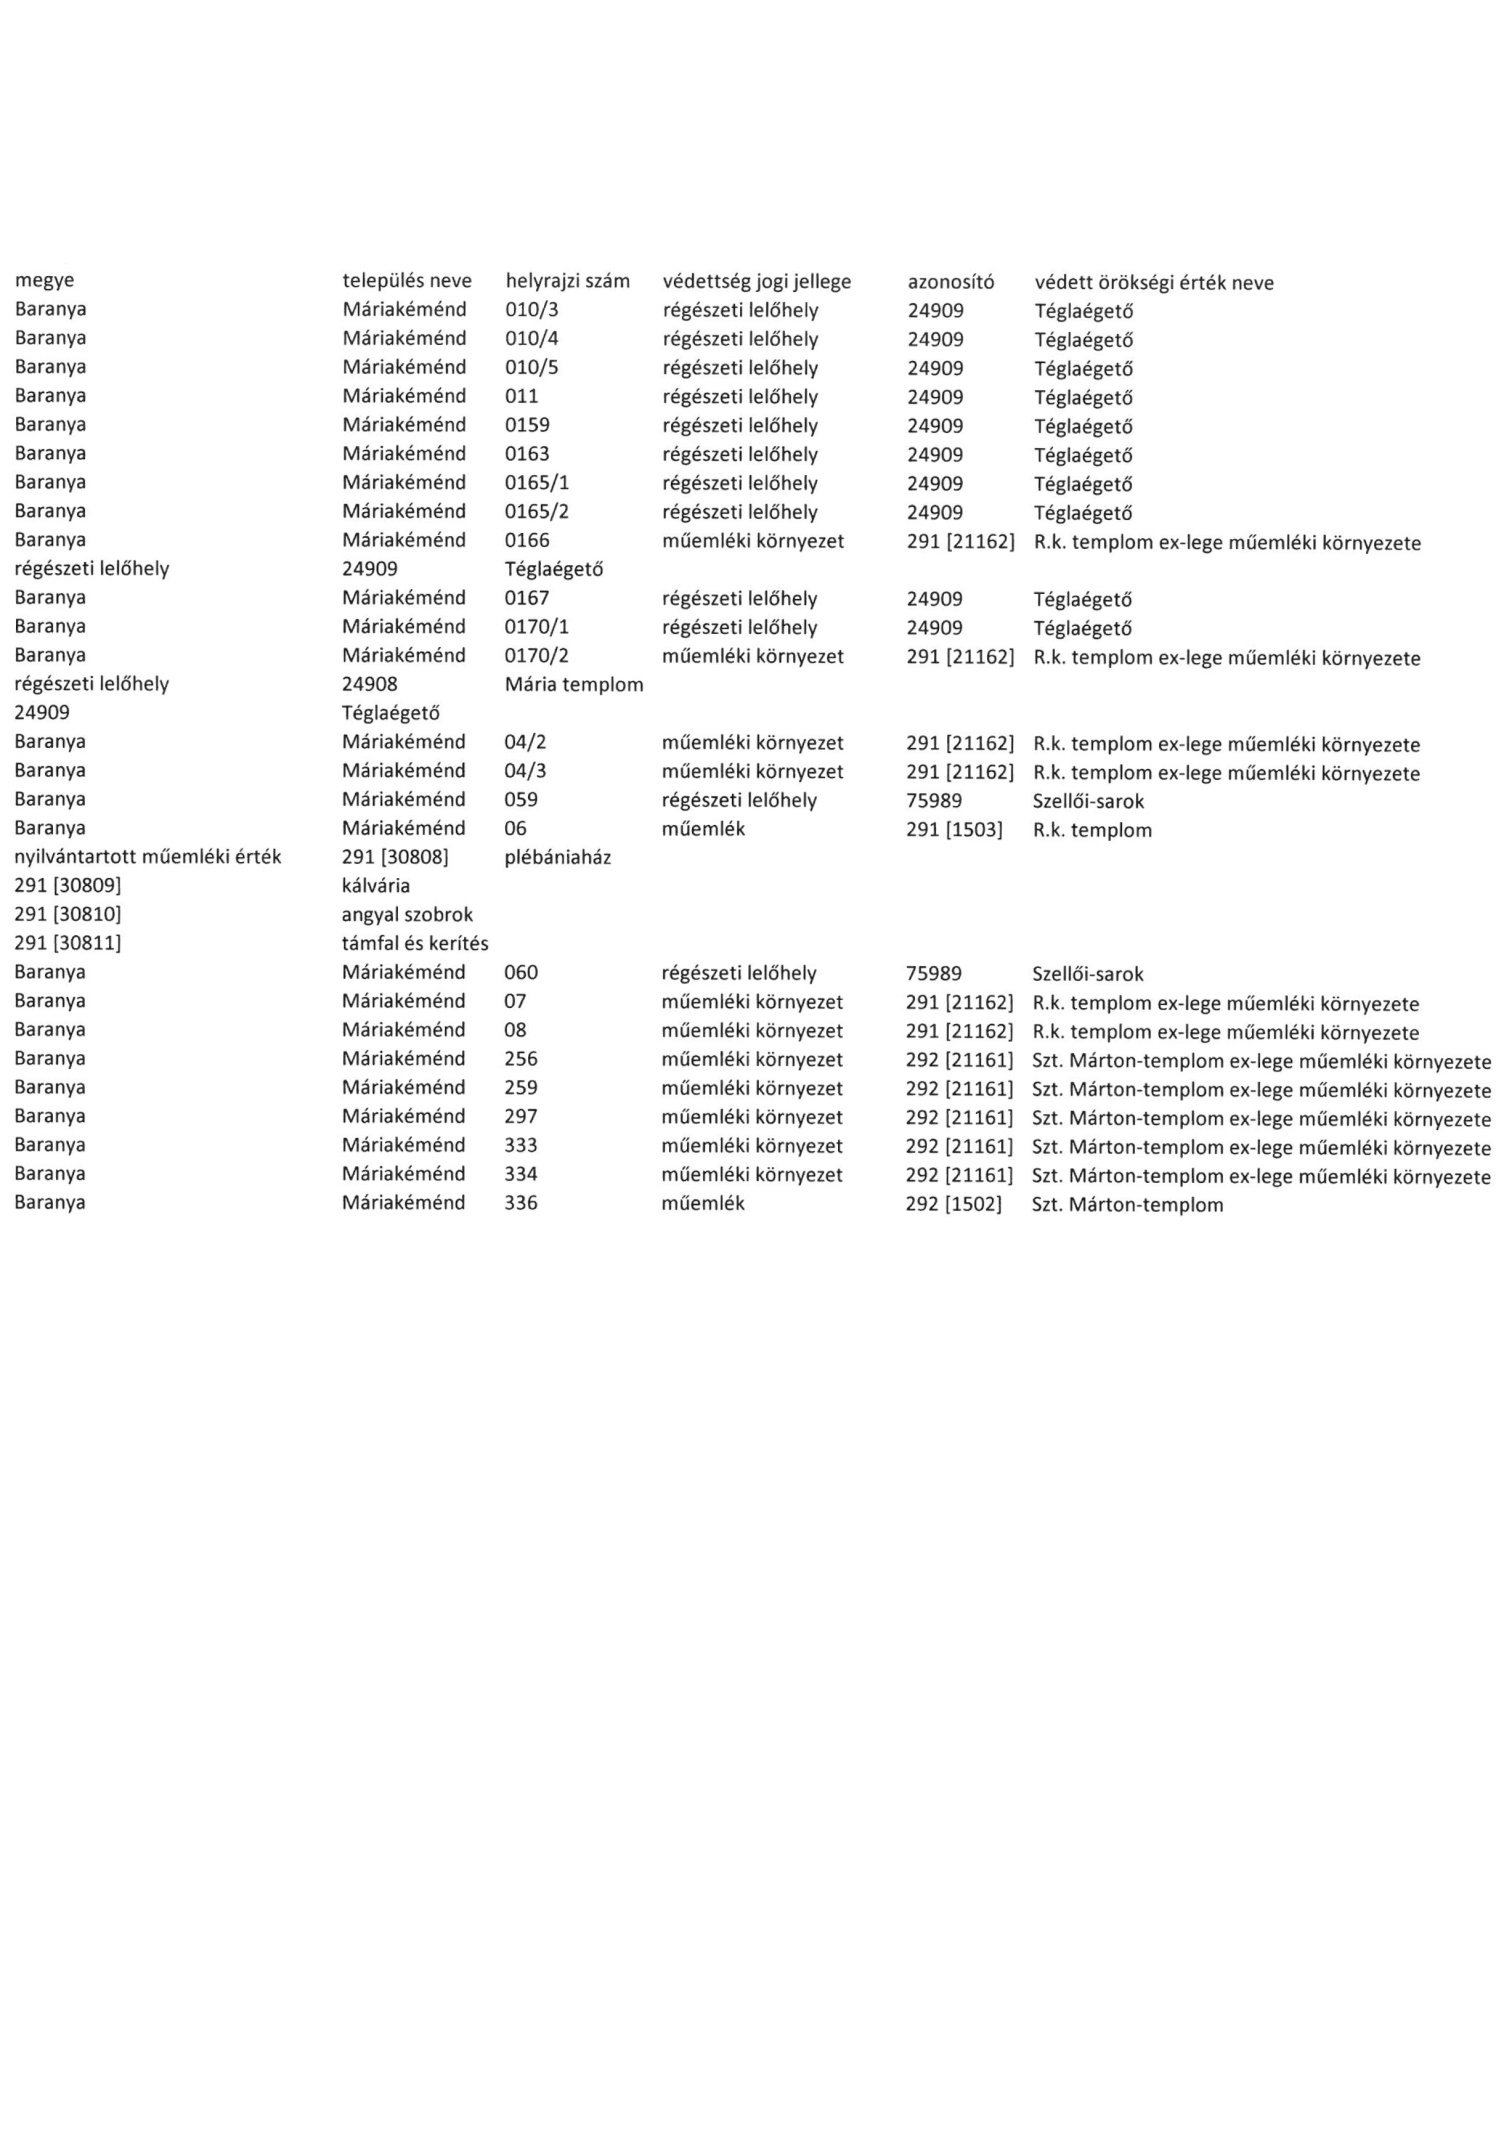 megye település neve helyrajzi szám védettség jogi jellege azonosító védett örökségi érték neve
Baranya Máriakéménd 010/3 régészeti lelőhely 24909 Téglaégető
Baranya Máriakéménd 010/4 régészeti lelőhely 24909 Téglaégető
Baranya Máriakéménd 010/5 régészeti lelőhely 24909 Téglaégető
Baranya Máriakéménd 011 régészeti lelőhely 24909 Téglaégető
Baranya Máriakéménd 0159 régészeti lelőhely 24909 Téglaégető
Baranya Máriakéménd 0163 régészeti lelőhely 24909 Téglaégető
Baranya Máriakéménd 0165/1 régészeti lelőhely 24909 Téglaégető
Baranya Máriakéménd 0165/2 régészeti lelőhely 24909 Téglaégető
Baranya Máriakéménd 0166 műemléki környezet 291 [21162] R.k. templom ex-lege műemléki környezete
régészeti lelőhely 24909 Téglaégető
Baranya Máriakéménd 0167 régészeti lelőhely 24909 Téglaégető
Baranya Máriakéménd 0170/1 régészeti lelőhely 24909 Téglaégető
Baranya Máriakéménd 0170/2 műemléki környezet 291 [21162] R.k. templom ex-lege műemléki környezete
régészeti lelőhely 24908 Mária templom
24909 Téglaégető
Baranya Máriakéménd 04/2 műemléki környezet 291 [21162] R.k. templom ex-lege műemléki környezete
Baranya Máriakéménd 04/3 műemléki környezet 291 [21162] R.k. templom ex-lege műemléki környezete
Baranya Máriakéménd 059 régészeti lelőhely 75989 Szellői-sarok
Baranya Máriakéménd 06 műemlék 291 [1503] R.k. templom
nyilvántartott műemléki érték 291 [30808] plébániaház
291 [30809] kálvária
291 [30810] angyal szobrok
291 [30811] támfal és kerítés
Baranya Máriakéménd 060 régészeti lelőhely 75989 Szellői-sarok
Baranya Máriakéménd 07 műemléki környezet 291 [21162] R.k. templom ex-lege műemléki környezete
Baranya Máriakéménd 08 műemléki környezet 291 [21162] R.k. templom ex-lege műemléki környezete
Baranya Máriakéménd 256 műemléki környezet 292 [21161] Szt. Márton-templom ex-lege műemléki környezete
Baranya Máriakéménd 259 műemléki környezet 292 [21161] Szt. Márton-templom ex-lege műemléki környezete
Baranya Máriakéménd 297 műemléki környezet 292 [21161] Szt. Márton-templom ex-lege műemléki környezete
Baranya Máriakéménd 333 műemléki környezet 292 [21161] Szt. Márton-templom ex-lege műemléki környezete
Baranya Máriakéménd 334 műemléki környezet 292 [21161] Szt. Márton-templom ex-lege műemléki környezete
Baranya Máriakéménd 336 műemlék 292 [1502] Szt. Márton-templom